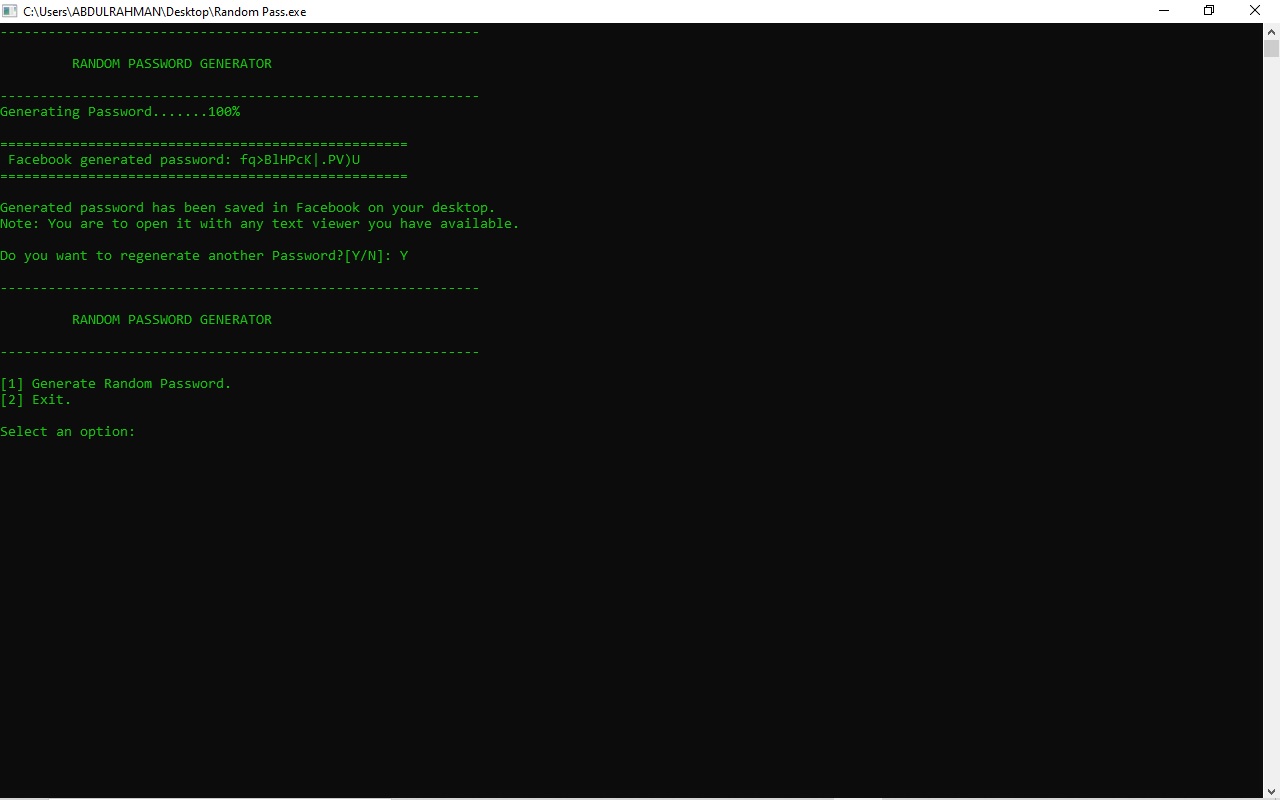 C:\Users\ABDULRAHMAN\Desktop\Random Pass.exe
------------------------------------------------------------
RANDOM PASSWORD GENERATOR
------------------------------------------------------------
Generating Password.......100%
===================================================
Facebook generated password: fq>BlHPcK|.PV)U
===================================================
Generated password has been saved in Facebook on your desktop.
Note: You are to open it with any text viewer you have available.
Do you want to regenerate another Password?[Y/N]: Y
------------------------------------------------------------
RANDOM PASSWORD GENERATOR
------------------------------------------------------------
[1] Generate Random Password.
[2] Exit.
Select an option: